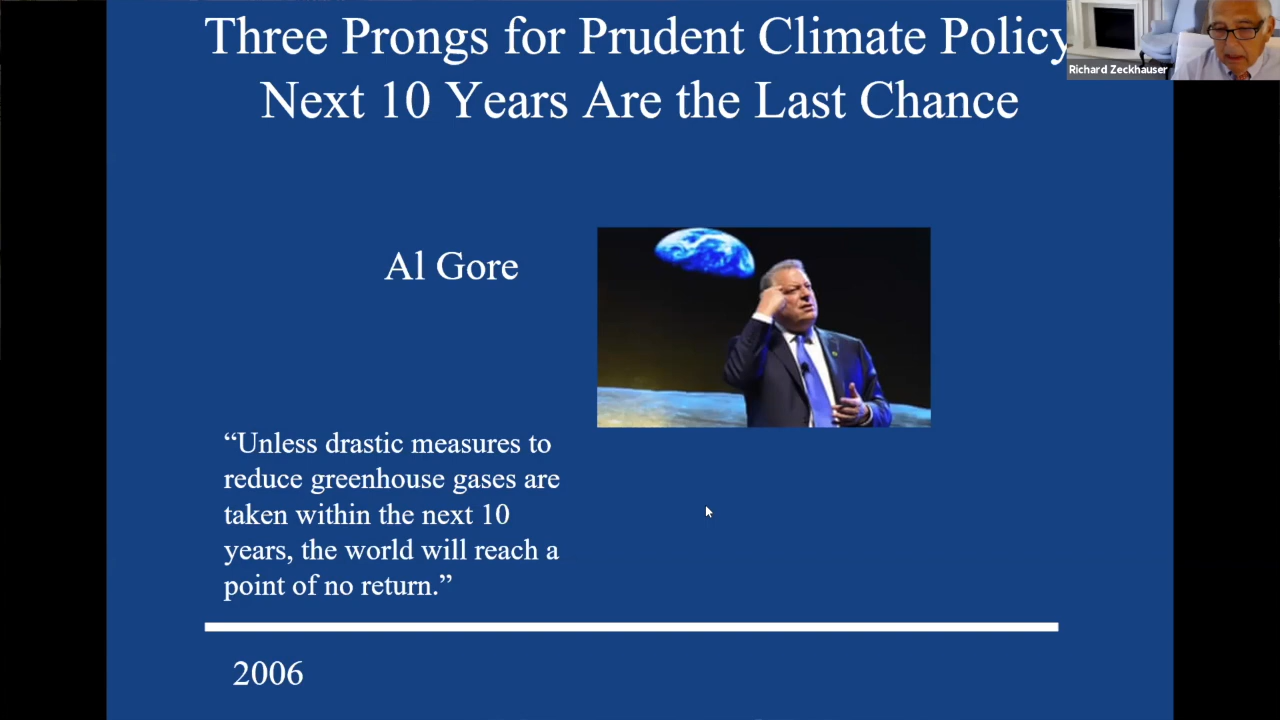 Three Prongs for Prudent Climate Policy
Next 10 Years Are the Last Chance
Richard Zeckhauser
Al Gore
“Unless drastic measures to
reduce greenhouse gases are
taken within the next 10
years, the world will reach a
point of no return.”
2006